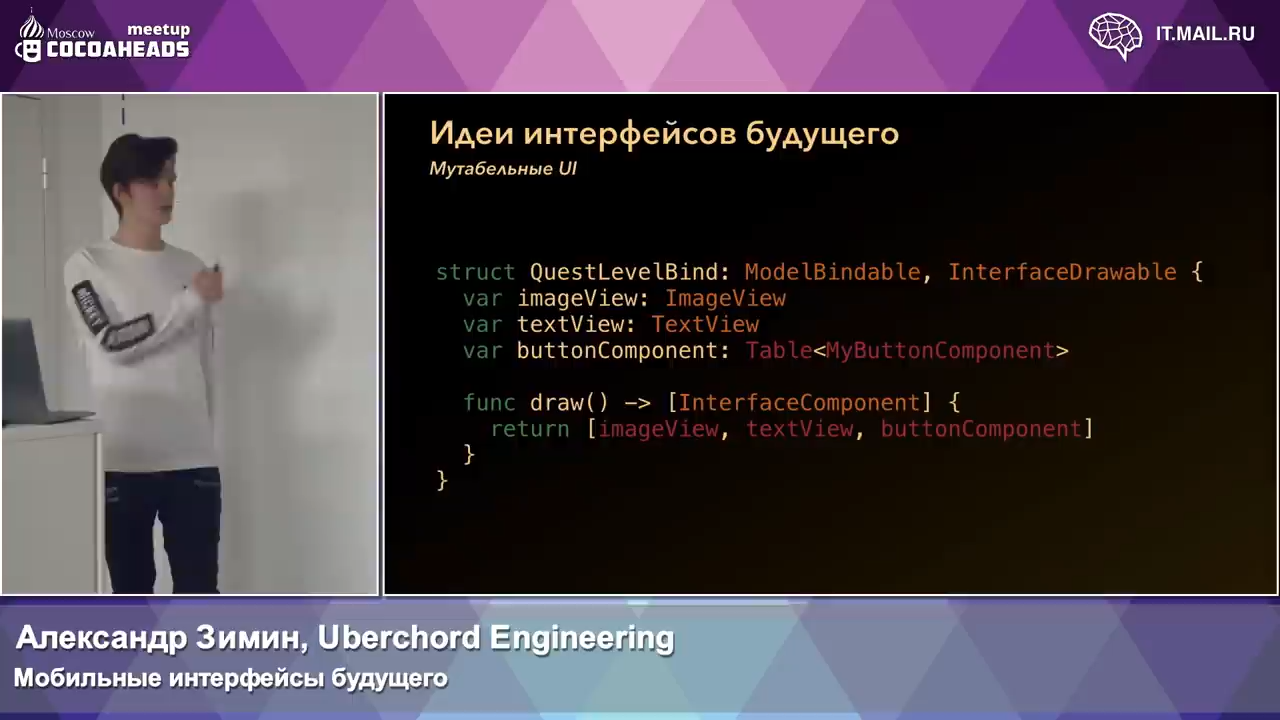 Moscow meetup
COCOAHEADS
IT.MAIL.RU
Идеи интерфейсов будущего
Мутабельные UI
struct QuestLevelBind: ModelBindable, InterfaceDrawable {
var imageView: ImageView
var textView: TextView
var buttonComponent: Table<MyButtonComponent>
func draw() -> [InterfaceComponent] {
return [imageView, textView, buttonComponent]
}
}
MICKEY
Александр Зимин, Uberchord Engineering
Мобильные интерфейсы будущего